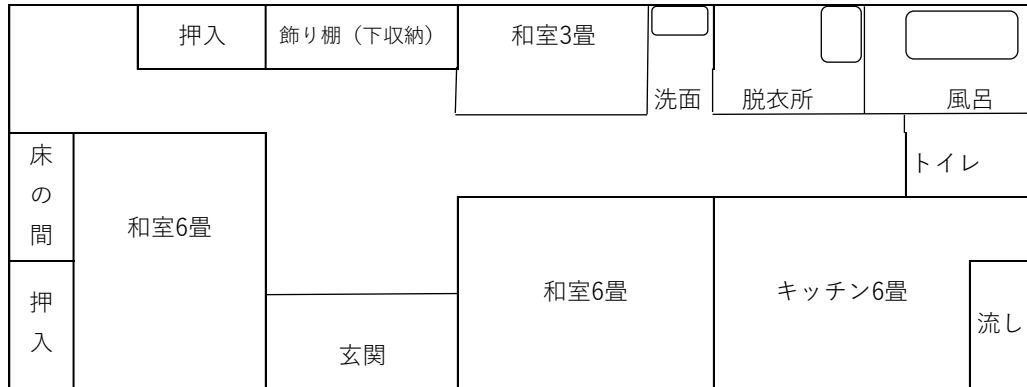 押入
飾り棚（下収納）
和室3畳
洗面
脱衣所
風呂
床の間
和室6畳
トイレ
押入
玄関
和室6畳
キッチン6畳
流し